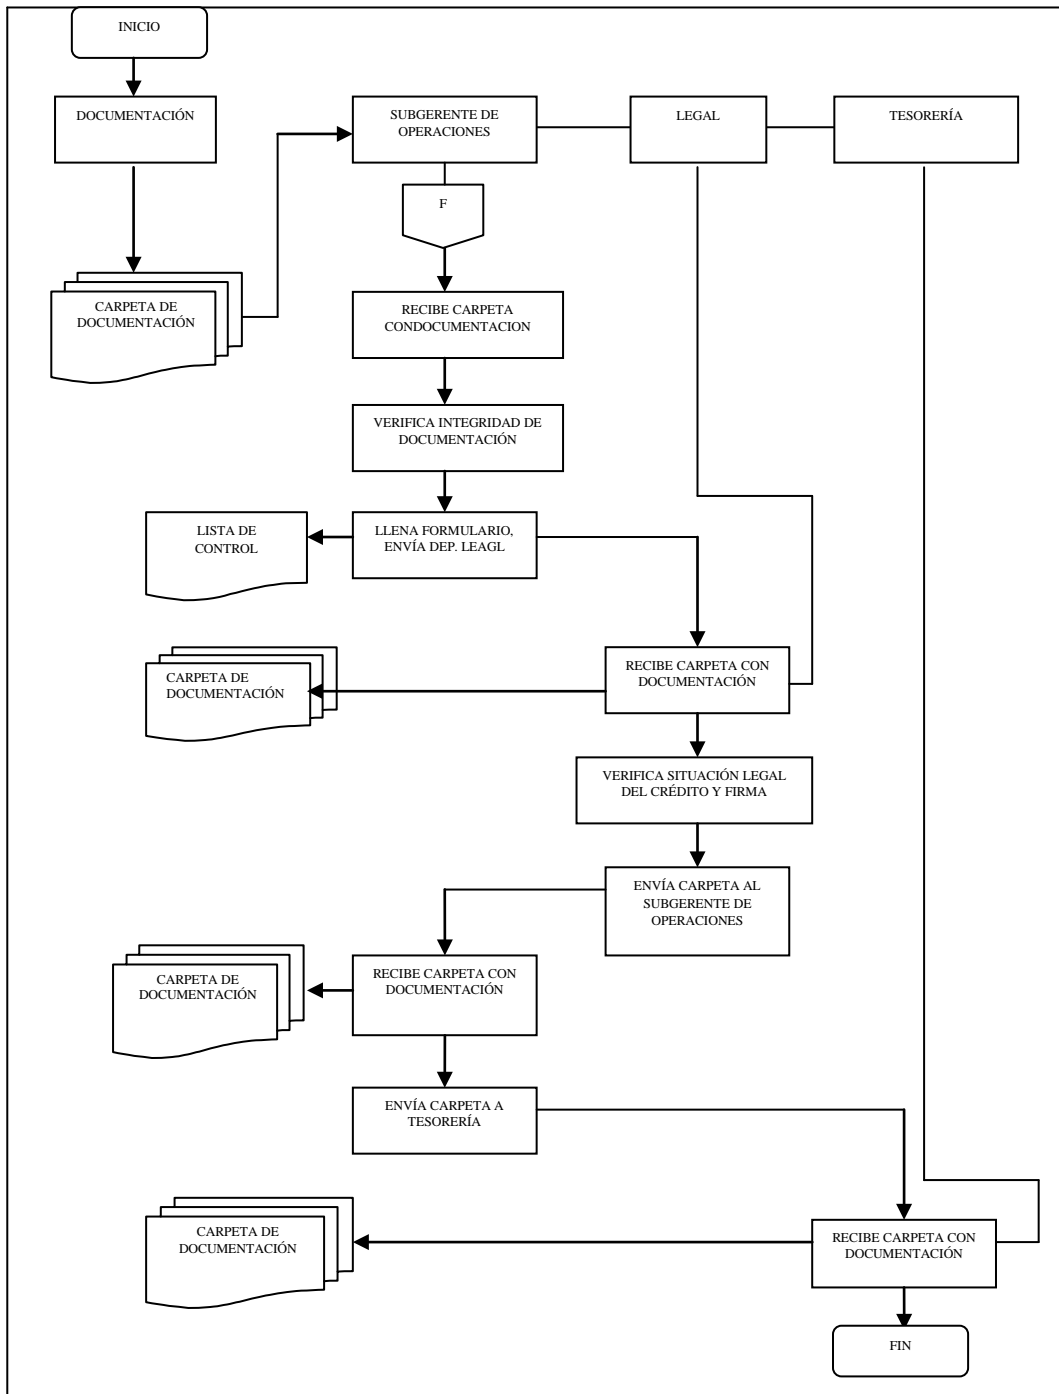 INICIO
DOCUMENTACIÓN
SUBGERENTE DE
OPERACIONES
LEGAL
TESORERÍA
F
CARPETA DE
DOCUMENTACIÓN
RECIBE CARPETA
CONDOCUMENTACION
VERIFICA INTEGRIDAD DE
DOCUMENTACIÓN
LISTA DE
CONTROL
LLENA FORMULARIO,
ENVÍA DEP. LEAGL
CARPETA DE
DOCUMENTACIÓN
RECIBE CARPETA CON
DOCUMENTACIÓN
VERIFICA SITUACIÓN LEGAL
DEL CRÉDITO Y FIRMA
ENVÍA CARPETA AL
SUBGERENTE DE
OPERACIONES
CARPETA DE
DOCUMENTACIÓN
RECIBE CARPETA CON
DOCUMENTACIÓN
ENVÍA CARPETA A
TESORERÍA
CARPETA DE
DOCUMENTACIÓN
RECIBE CARPETA CON
DOCUMENTACIÓN
FIN